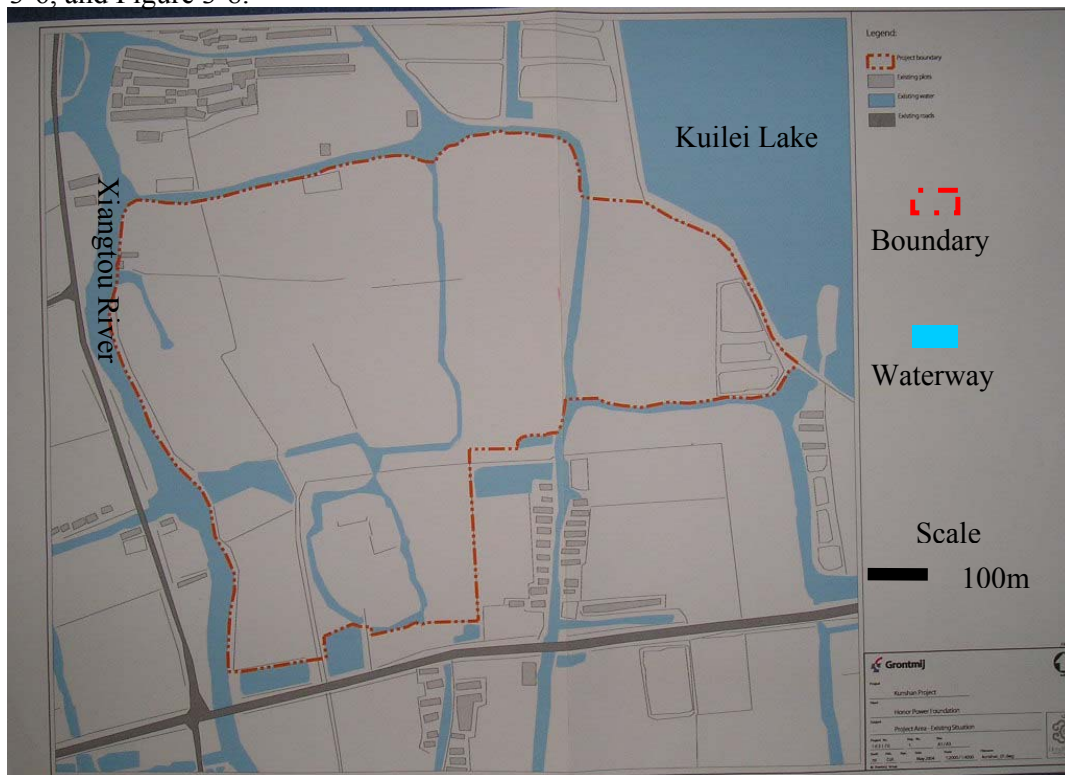 Legend:
Project boundary
Existing plots
Existing water
Existing roads
Kuilei Lake
Xiangtou River
Boundary
Waterway
Scale
100m
Grontmij
Project
Kunshan Project
Honor Power Foundation
Project Area - Existing Situation